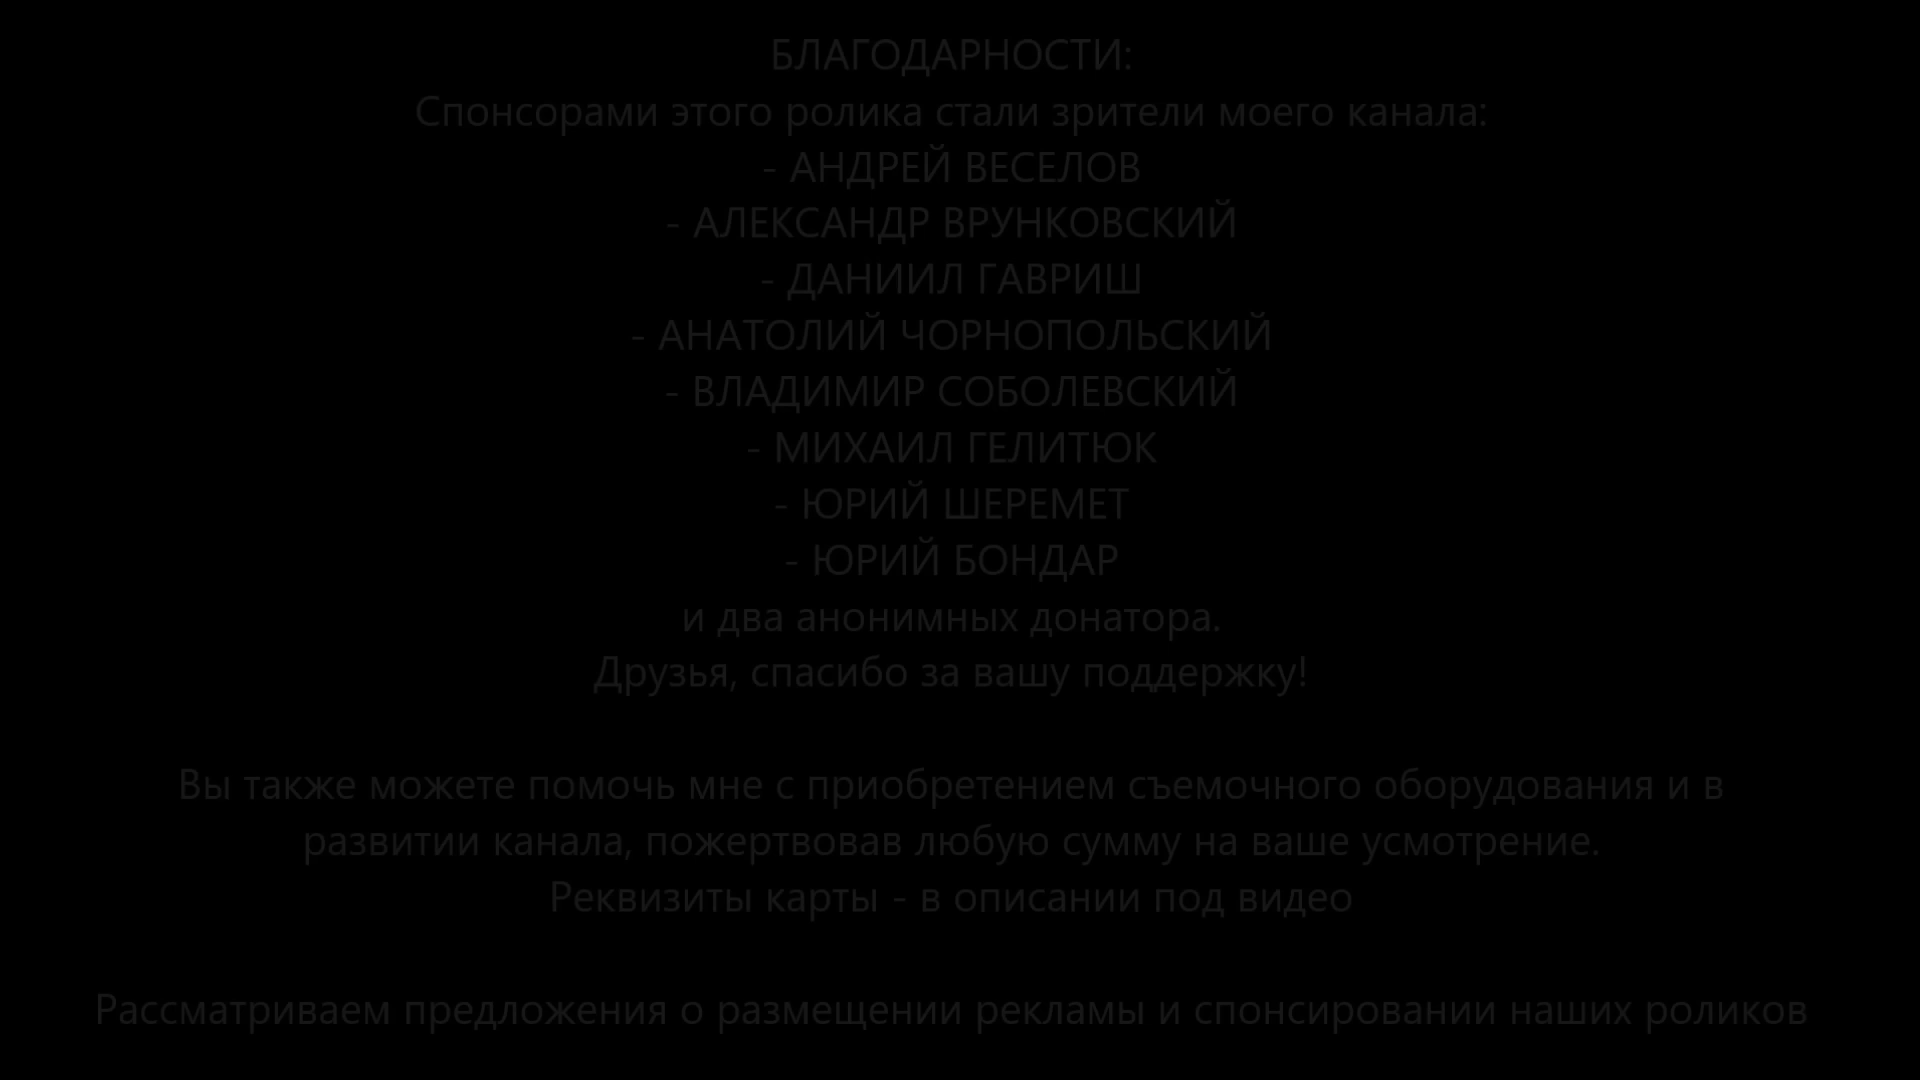 БЛАГОДАРНОСТИ:
Спонсорами этого ролика стали зрители моего канала:
- АНДРЕЙ ВЕСЕЛОВ
- АЛЕКСАНДР ВРУНКОВСКИЙ
- ДАНИИЛ ГАВРИШ
- АНАТОЛИЙ ЧОРНОПОЛЬСКИЙ
- ВЛАДИМИР СОБОЛЕВСКИЙ
- МИХАИЛ ГЕЛИТЮК
- ЮРИЙ ШЕРЕМЕТ
- ЮРИЙ БОНДАР
и два анонимных донатора.
Друзья, спасибо за вашу поддержку!
Вы также можете помочь мне с приобретением съемочного оборудования и в
развитии канала, пожертвовав любую сумму на ваше усмотрение.
Реквизиты карты - в описании под видео
Рассматриваем предложения о размещении рекламы и спонсировании наших роликов